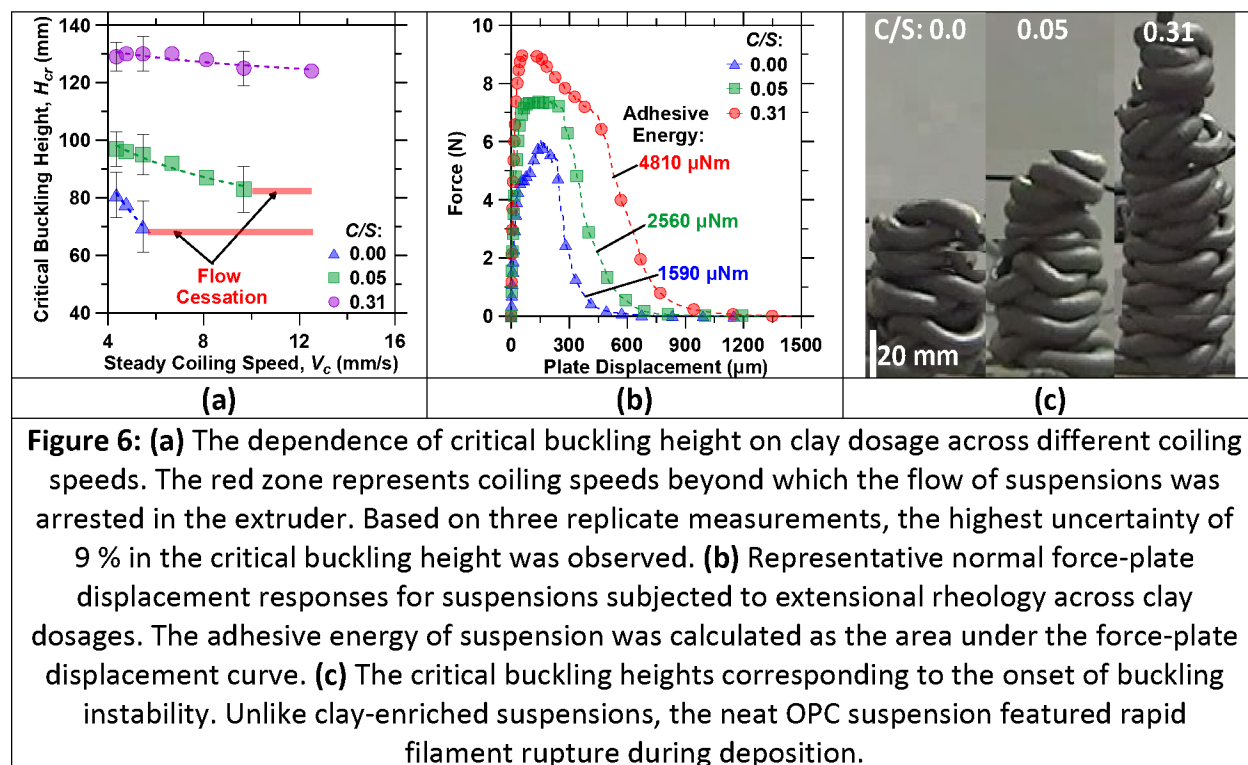 Critical Buckling Height, Hcr (mm)
140
120
100
80
60
40
4
8
12
16
Steady Coiling Speed, Vc (mm/s)
C/S:
0.00
0.05
0.31
Flow
Cessation
(a)
(b)
Force (N)
10
8
6
4
2
0
0
300
600
900
1200
1500
Plate Displacement (µm)
C/S:
0.00
0.05
0.31
Adhesive
Energy:
4810 µNm
2560 µNm
1590 µNm
(b)
C/S: 0.0
0.05
0.31
20 mm
(c)
Figure 6: (a) The dependence of critical buckling height on clay dosage across different coiling
speeds. The red zone represents coiling speeds beyond which the flow of suspensions was
arrested in the extruder. Based on three replicate measurements, the highest uncertainty of
9 % in the critical buckling height was observed. (b) Representative normal force-plate
displacement responses for suspensions subjected to extensional rheology across clay
dosages. The adhesive energy of suspension was calculated as the area under the force-plate
displacement curve. (c) The critical buckling heights corresponding to the onset of buckling
instability. Unlike clay-enriched suspensions, the neat OPC suspension featured rapid
filament rupture during deposition.